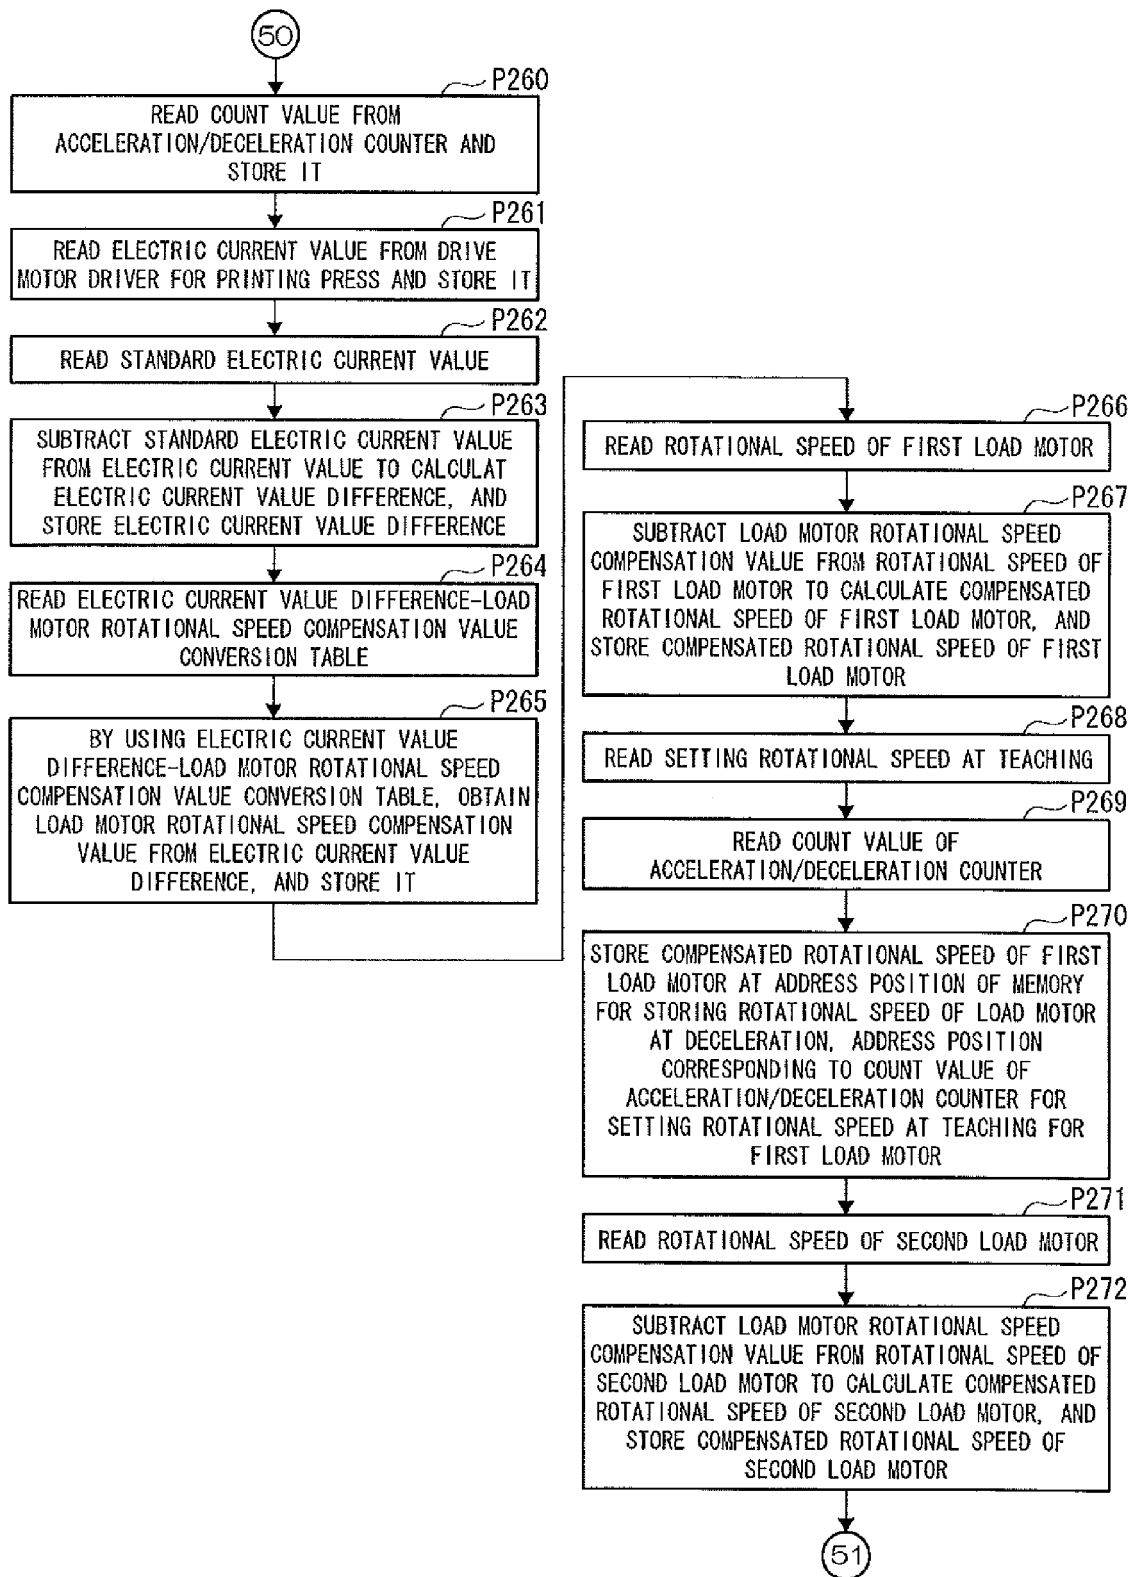 50
P260
READ COUNT VALUE FROM
ACCELERATION/DECELERATION COUNTER AND
STORE IT
P261
READ ELECTRIC CURRENT VALUE FROM DRIVE
MOTOR DRIVER FOR PRINTING PRESS AND STORE IT
P262
READ STANDARD ELECTRIC CURRENT VALUE
P263
SUBTRACT STANDARD ELECTRIC CURRENT VALUE
FROM ELECTRIC CURRENT VALUE TO CALCULAT
ELECTRIC CURRENT VALUE DIFFERENCE, AND
STORE ELECTRIC CURRENT VALUE DIFFERENCE
P264
READ ELECTRIC CURRENT VALUE DIFFERENCE-LOAD
MOTOR ROTATIONAL SPEED COMPENSATION VALUE
CONVERSION TABLE
P265
BY USING ELECTRIC CURRENT VALUE
DIFFERENCE-LOAD MOTOR ROTATIONAL SPEED
COMPENSATION VALUE CONVERSION TABLE, OBTAIN
LOAD MOTOR ROTATIONAL SPEED COMPENSATION
VALUE FROM ELECTRIC CURRENT VALUE
DIFFERENCE, AND STORE IT
P266
READ ROTATIONAL SPEED OF FIRST LOAD MOTOR
P267
SUBTRACT LOAD MOTOR ROTATIONAL SPEED
COMPENSATION VALUE FROM ROTATIONAL SPEED OF
FIRST LOAD MOTOR TO CALCULATE COMPENSATED
ROTATIONAL SPEED OF FIRST LOAD MOTOR, AND
STORE COMPENSATED ROTATIONAL SPEED OF FIRST
LOAD MOTOR
P268
READ SETTING ROTATIONAL SPEED AT TEACHING
P269
READ COUNT VALUE OF
ACCELERATION/DECELERATION COUNTER
P270
STORE COMPENSATED ROTATIONAL SPEED OF FIRST
LOAD MOTOR AT ADDRESS POSITION OF MEMORY
FOR STORING ROTATIONAL SPEED OF LOAD MOTOR
AT DECELERATION, ADDRESS POSITION
CORRESPONDING TO COUNT VALUE OF
ACCELERATION/DECELERATION COUNTER FOR
SETTING ROTATIONAL SPEED AT TEACHING FOR
FIRST LOAD MOTOR
P271
READ ROTATIONAL SPEED OF SECOND LOAD MOTOR
P272
SUBTRACT LOAD MOTOR ROTATIONAL SPEED
COMPENSATION VALUE FROM ROTATIONAL SPEED OF
SECOND LOAD MOTOR TO CALCULATE COMPENSATED
ROTATIONAL SPEED OF SECOND LOAD MOTOR, AND
STORE COMPENSATED ROTATIONAL SPEED OF
SECOND LOAD MOTOR
51